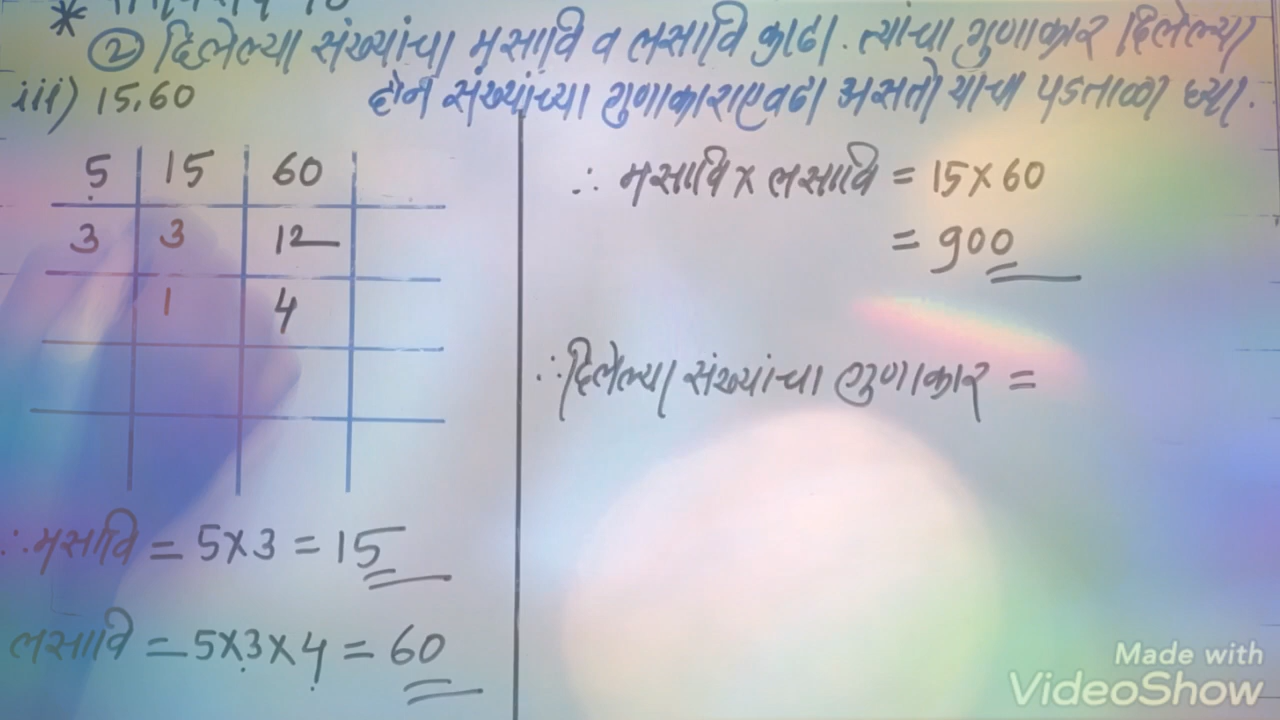 *
② दिलेल्या संख्यांचा मसावि व लसावि काढा. त्यांचा गुणाकार दिलेल्या
iii) 15,60 दोन संख्यांच्या गुणाकाराएवढा असतो याचा पडताळा घ्या.
5 15 60
3 3 12
1 4
∴ मसावि = 5×3 = 15
लसावि = 5×3×4 = 60
∴ मसावि × लसावि = 15×60
= 900
∴ दिलेल्या संख्यांचा गुणाकार =
Made with
VideoShow